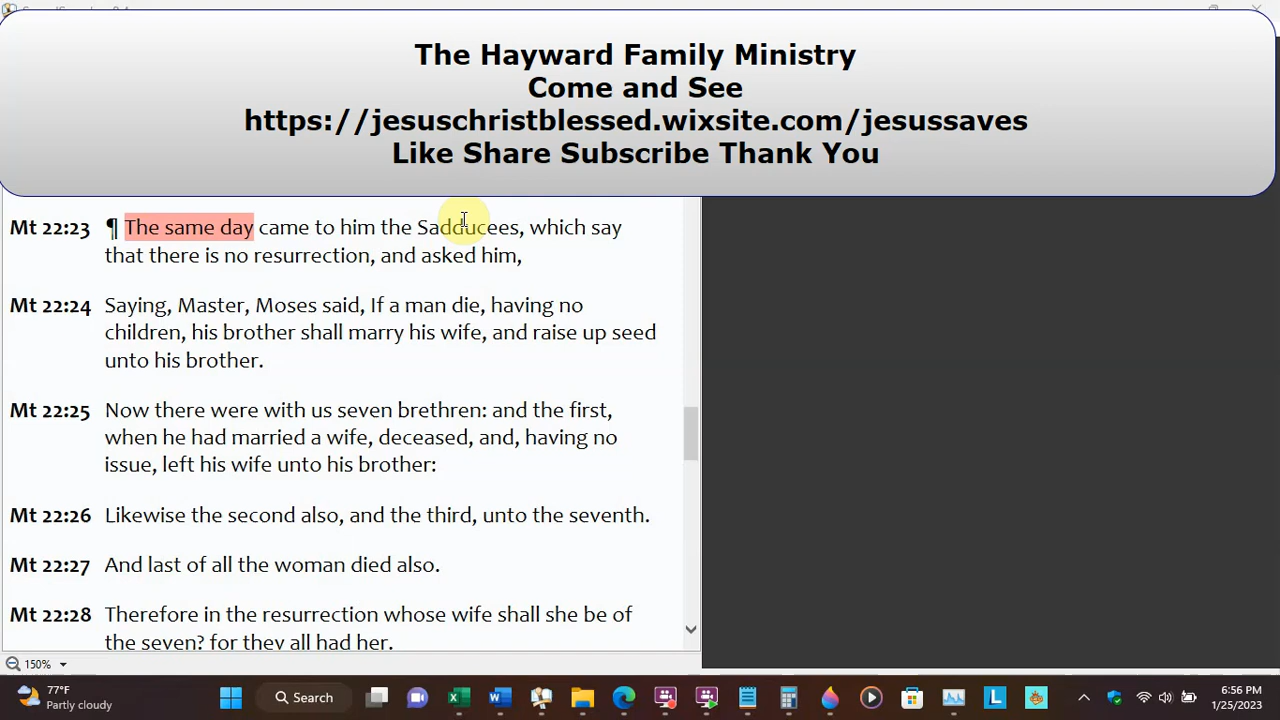 The Hayward Family Ministry
Come and See
https://jesuschristblessed.wixsite.com/jesussaves
Like Share Subscribe Thank You
Mt 22:23 ¶ The same day came to him the Sadducees, which say
that there is no resurrection, and asked him,
Mt 22:24 Saying, Master, Moses said, If a man die, having no
children, his brother shall marry his wife, and raise up seed
unto his brother.
Mt 22:25 Now there were with us seven brethren: and the first,
when he had married a wife, deceased, and, having no
issue, left his wife unto his brother:
Mt 22:26 Likewise the second also, and the third, unto the seventh.
Mt 22:27 And last of all the woman died also.
Mt 22:28 Therefore in the resurrection whose wife shall she be of
the seven? for they all had her.
150%
77°F
Partly cloudy
Search
6:56 PM
1/25/2023